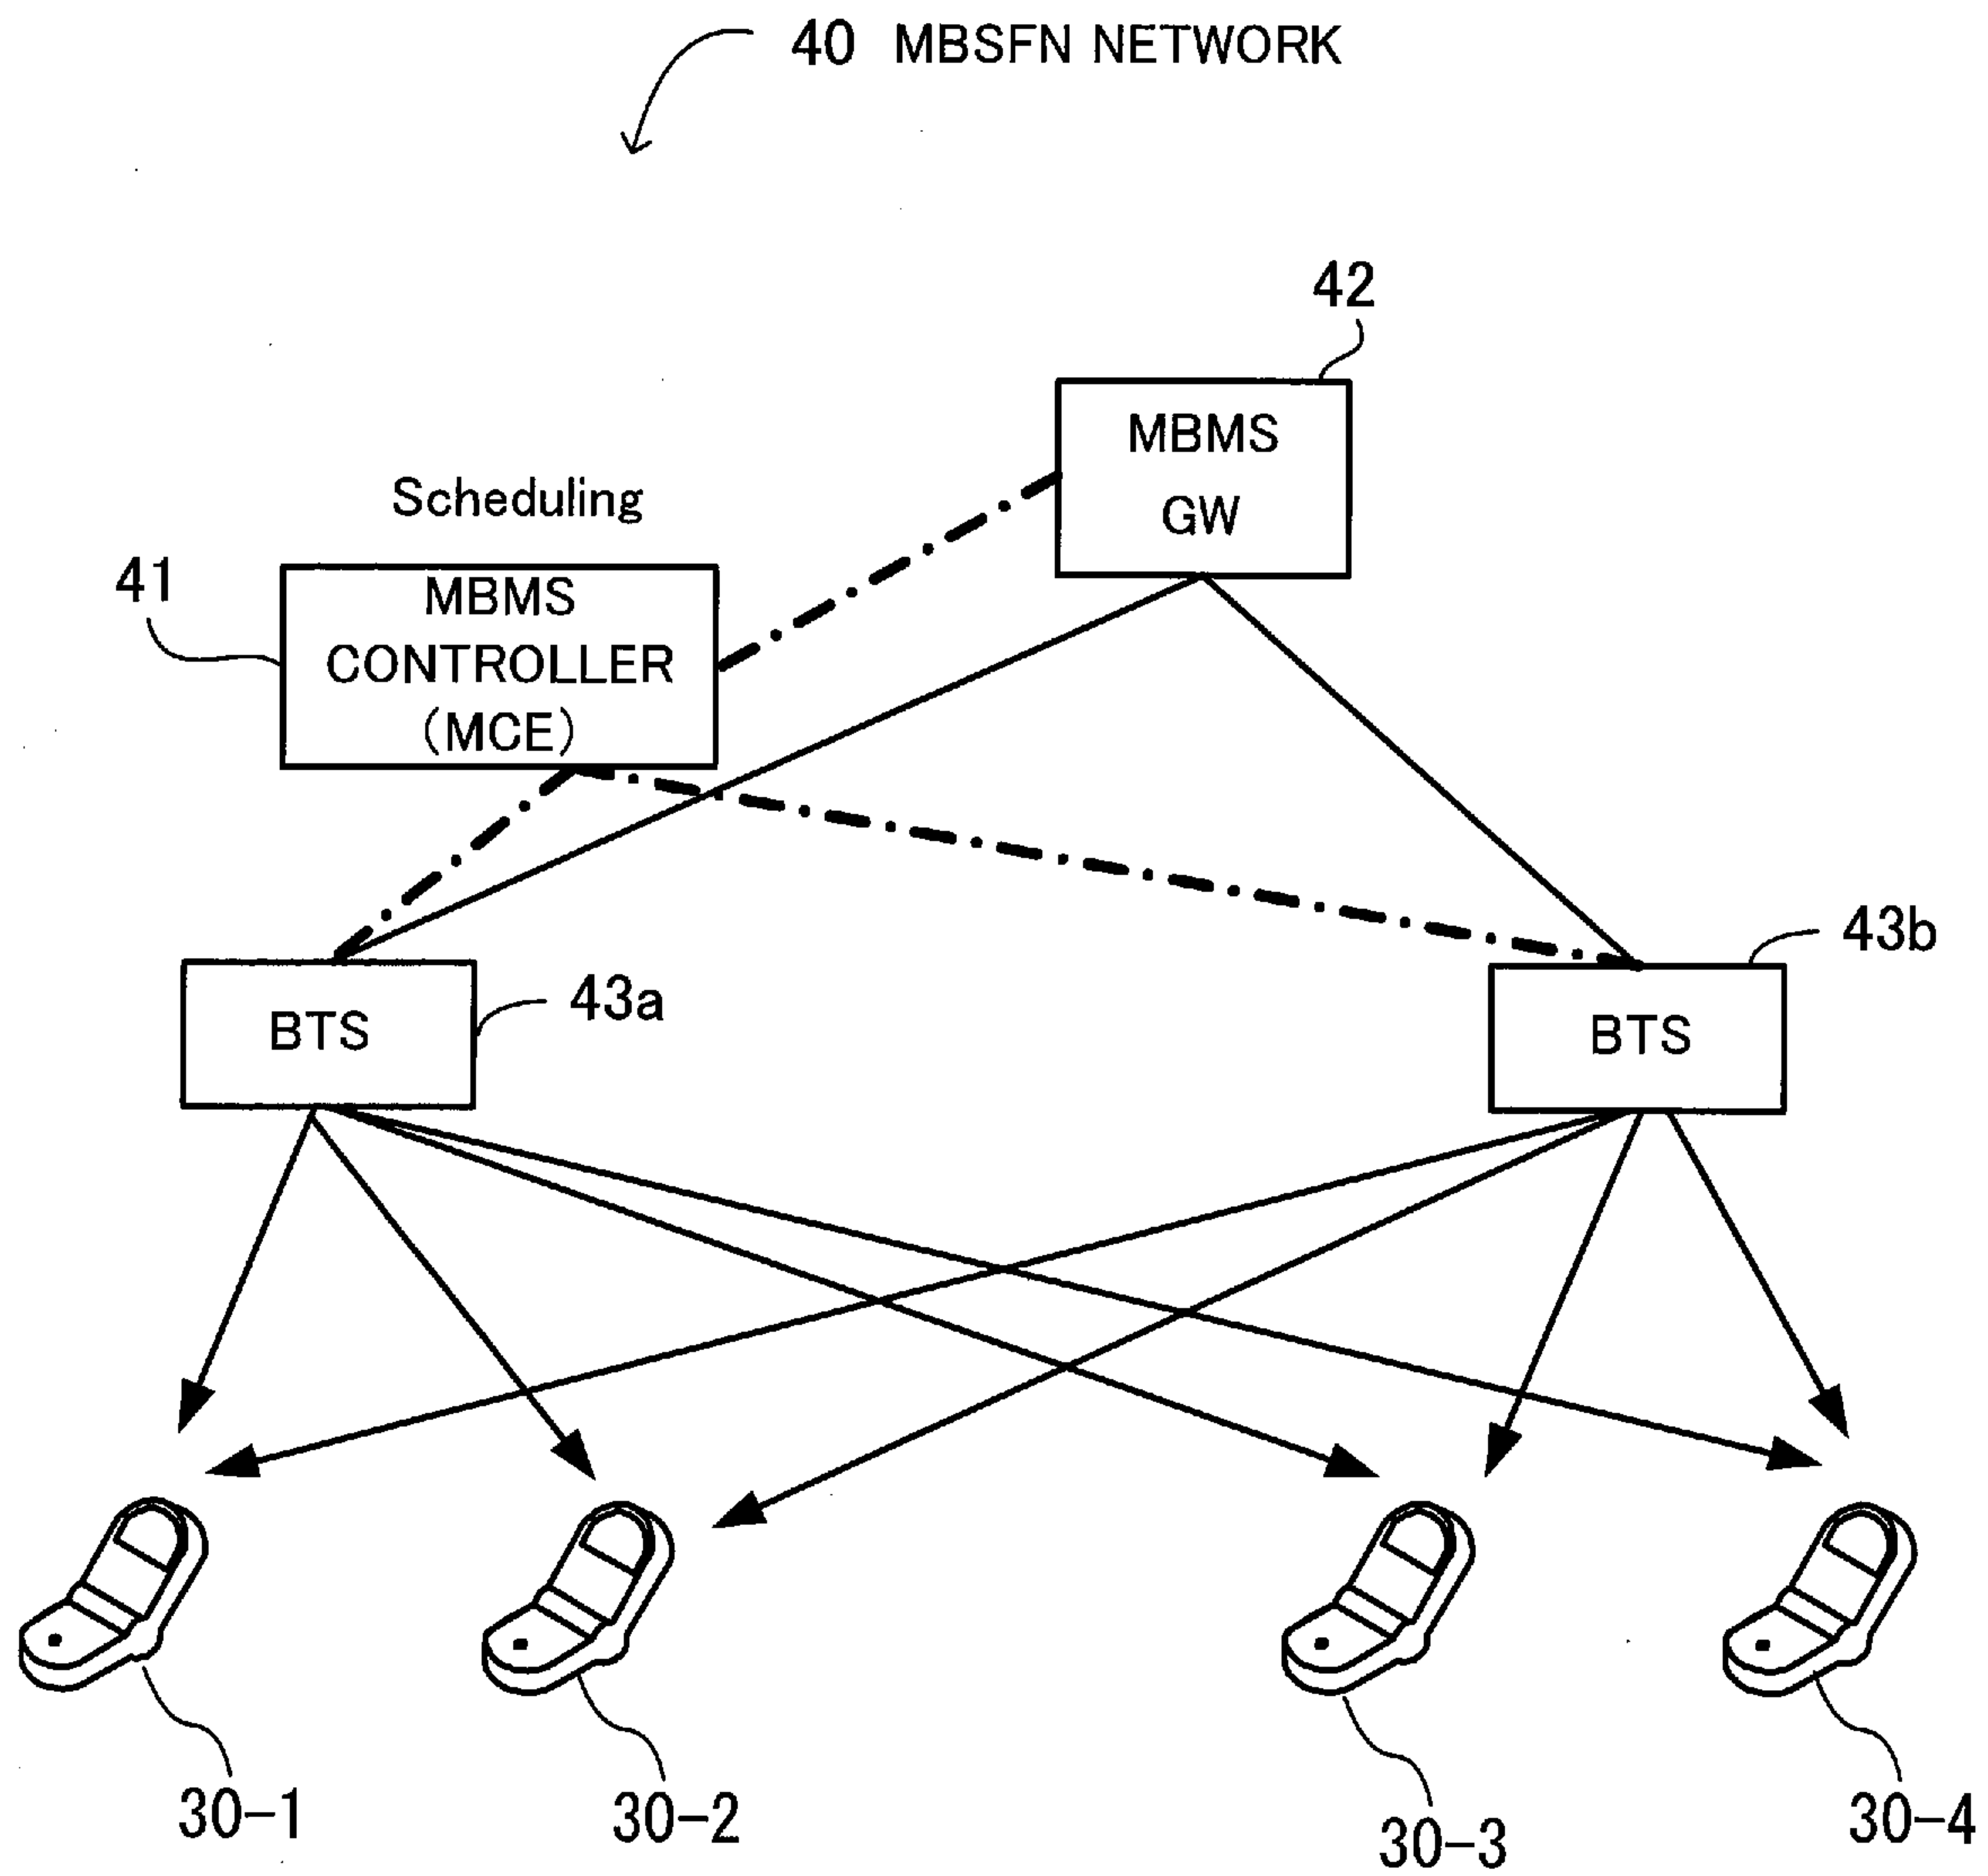 40 MBSFN NETWORK
42
MBMS
GW
Scheduling
41
MBMS
CONTROLLER
(MCE)
43a
BTS
43b
BTS
30-1
30-2
30-3
30-4